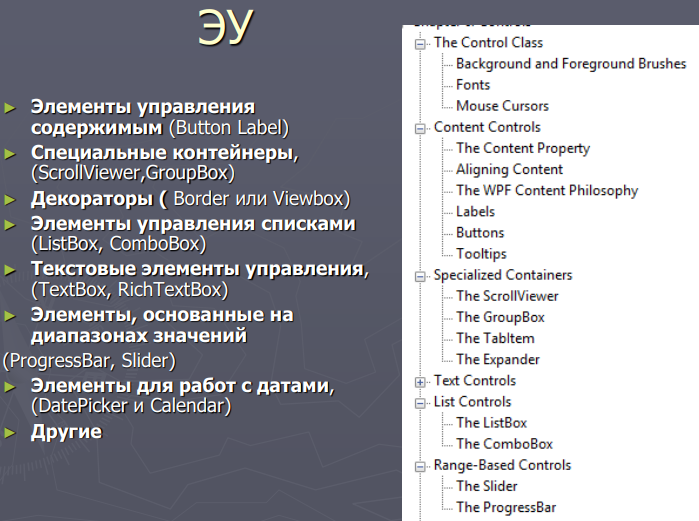 ЭУ
► Элементы управления
содержимым (Button Label)
► Специальные контейнеры,
(ScrollViewer,GroupBox)
► Декораторы ( Border или Viewbox)
► Элементы управления списками
(ListBox, ComboBox)
► Текстовые элементы управления,
(TextBox, RichTextBox)
► Элементы, основанные на
диапазонах значений
(ProgressBar, Slider)
► Элементы для работ с датами,
(DatePicker и Calendar)
► Другие
The Control Class
Background and Foreground Brushes
Fonts
Mouse Cursors
Content Controls
The Content Property
Aligning Content
The WPF Content Philosophy
Labels
Buttons
Tooltips
Specialized Containers
The ScrollViewer
The GroupBox
The TabItem
The Expander
Text Controls
List Controls
The ListBox
The ComboBox
Range-Based Controls
The Slider
The ProgressBar